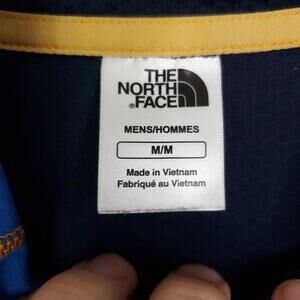 THE
NORTH
FACE
MENS/HOMMES
M/M
Made in Vietnam
Fabriqué au Vietnam